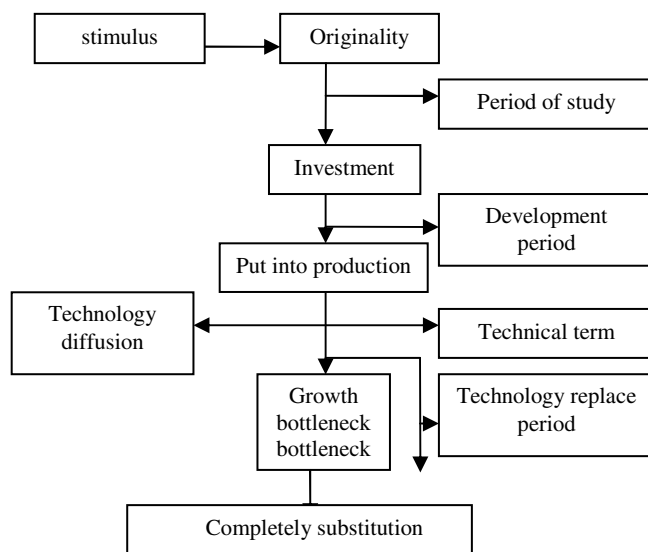 stimulus
Originality
Period of study
Investment
Development
period
Put into production
Technology
diffusion
Technical term
Growth
bottleneck
bottleneck
Technology replace
period
Completely substitution